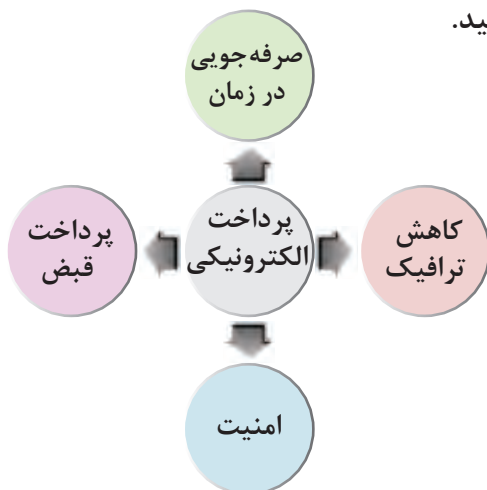 ید.
صرفه‌جویی
در زمان
کاهش
ترافیک
پرداخت
الکترونیکی
پرداخت
قبض
امنیت